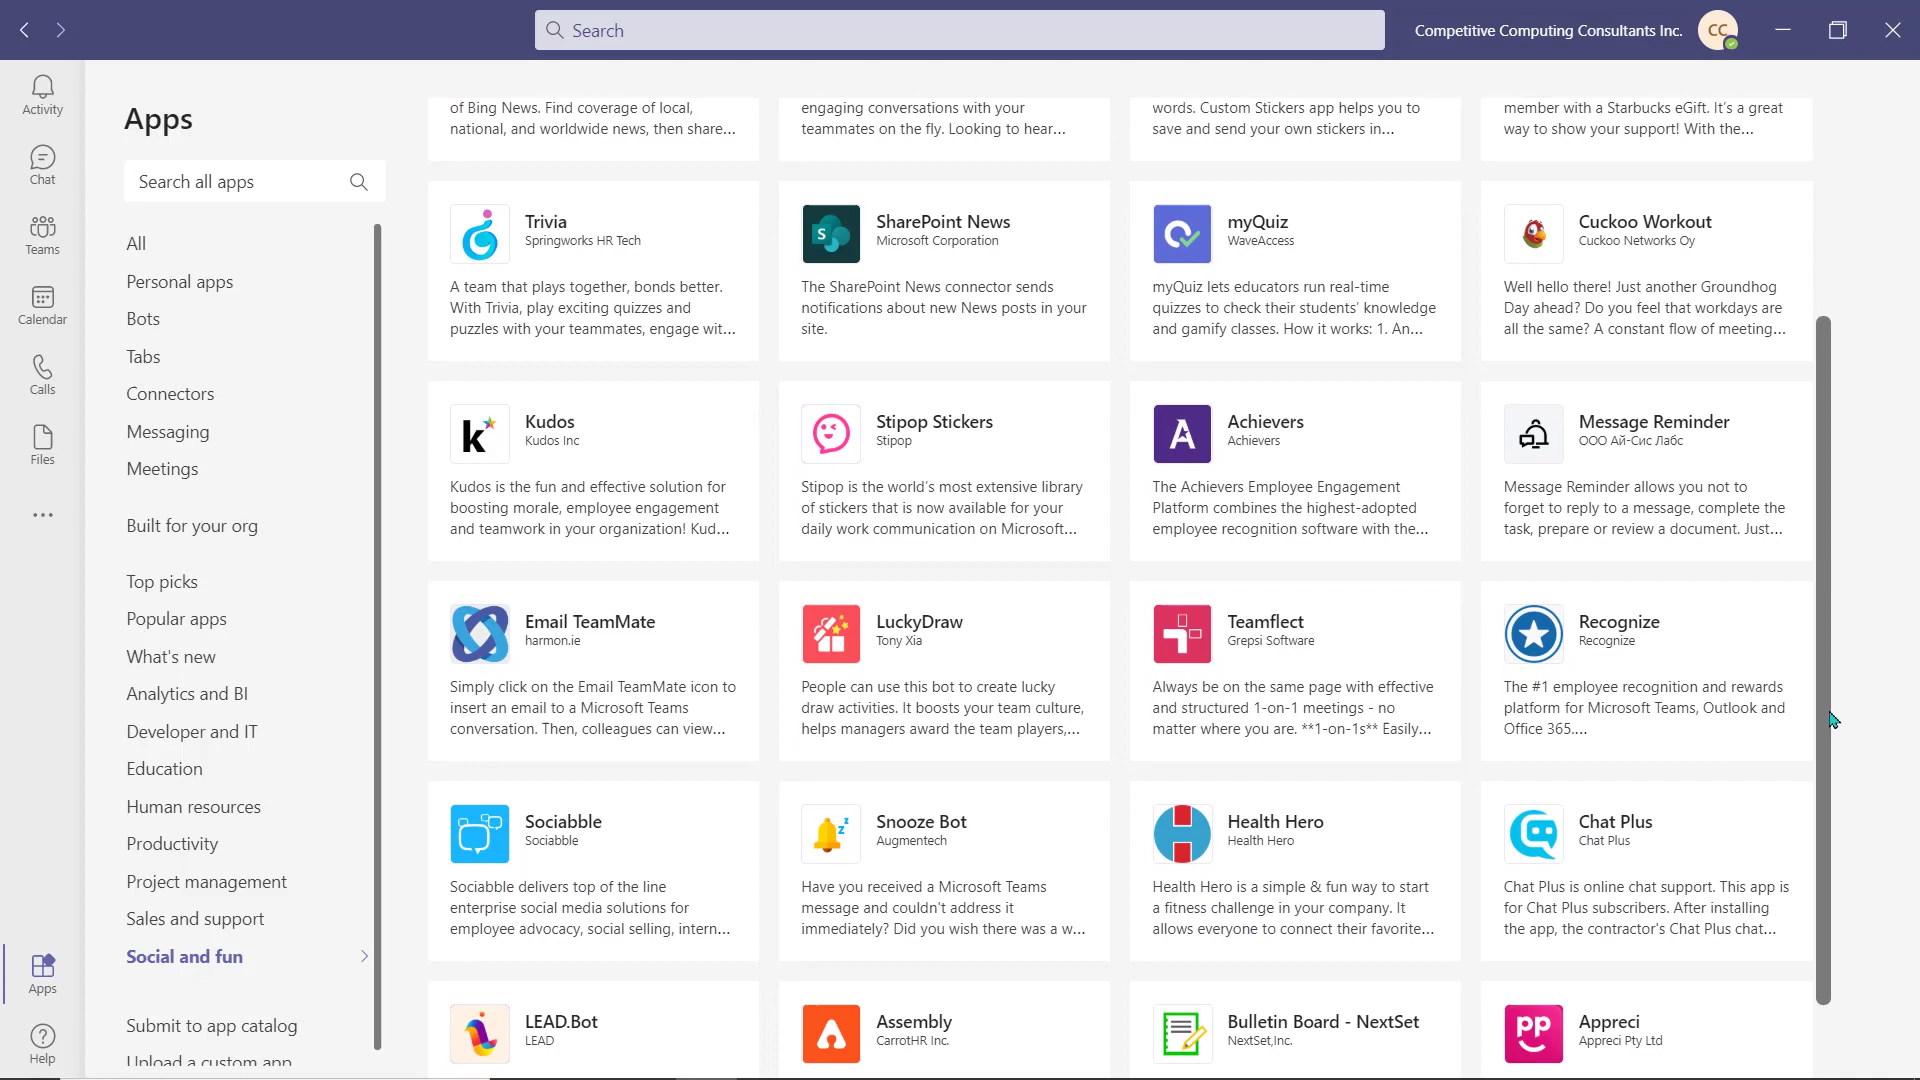 Search
Competitive Computing Consultants Inc.
CC
Activity
Chat
Teams
Calendar
Calls
Files
Apps
Help
Apps
Search all apps
All
Personal apps
Bots
Tabs
Connectors
Messaging
Meetings
Built for your org
Top picks
Popular apps
What's new
Analytics and BI
Developer and IT
Education
Human resources
Productivity
Project management
Sales and support
Social and fun
Submit to app catalog
Upload a custom app
of Bing News. Find coverage of local,
national, and worldwide news, then share...
engaging conversations with your
teammates on the fly. Looking to hear...
words. Custom Stickers app helps you to
save and send your own stickers in...
member with a Starbucks eGift. It's a great
way to show your support! With the...
Trivia
Springworks HR Tech
A team that plays together, bonds better.
With Trivia, play exciting quizzes and
puzzles with your teammates, engage wit...
S
SharePoint News
Microsoft Corporation
The SharePoint News connector sends
notifications about new News posts in your
site.
myQuiz
WaveAccess
myQuiz lets educators run real-time
quizzes to check their students' knowledge
and gamify classes. How it works: 1. An...
Cuckoo Workout
Cuckoo Networks Oy
Well hello there! Just another Groundhog
Day ahead? Do you feel that workdays are
all the same? A constant flow of meeting...
k
Kudos
Kudos Inc
Kudos is the fun and effective solution for
boosting morale, employee engagement
and teamwork in your organization! Kud...
Stipop Stickers
Stipop
Stipop is the world's most extensive library
of stickers that is now available for your
daily work communication on Microsoft...
A
Achievers
Achievers
The Achievers Employee Engagement
Platform combines the highest-adopted
employee recognition software with the...
Message Reminder
ООО Ай-Сис Лабс
Message Reminder allows you not to
forget to reply to a message, complete the
task, prepare or review a document. Just...
Email TeamMate
harmon.ie
Simply click on the Email TeamMate icon to
insert an email to a Microsoft Teams
conversation. Then, colleagues can view...
LuckyDraw
Tony Xia
People can use this bot to create lucky
draw activities. It boosts your team culture,
helps managers award the team players,...
Teamflect
Grepsi Software
Always be on the same page with effective
and structured 1-on-1 meetings - no
matter where you are. **1-on-1s** Easily...
Recognize
Recognize
The #1 employee recognition and rewards
platform for Microsoft Teams, Outlook and
Office 365....
Sociabble
Sociabble
Sociabble delivers top of the line
enterprise social media solutions for
employee advocacy, social selling, intern...
z z
Snooze Bot
Augmentech
Have you received a Microsoft Teams
message and couldn't address it
immediately? Did you wish there was a w...
Health Hero
Health Hero
Health Hero is a simple & fun way to start
a fitness challenge in your company. It
allows everyone to connect their favorite...
Chat Plus
Chat Plus
Chat Plus is online chat support. This app is
for Chat Plus subscribers. After installing
the app, the contractor's Chat Plus chat...
LEAD.Bot
LEAD
Assembly
CarrotHR Inc.
Bulletin Board - NextSet
NextSet,Inc.
pp
Appreci
Appreci Pty Ltd